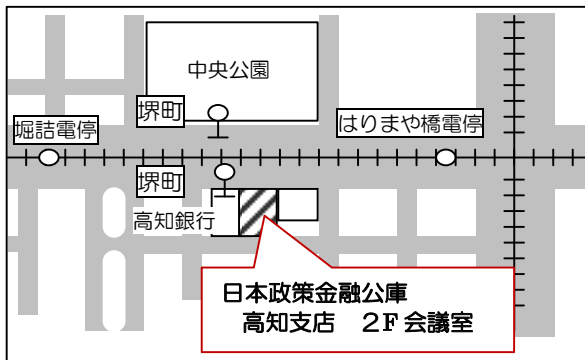 中央公園
堺町
堀詰電停
はりまや橋電停
堺町
高知銀行
日本政策金融公庫
高知支店 2F会議室